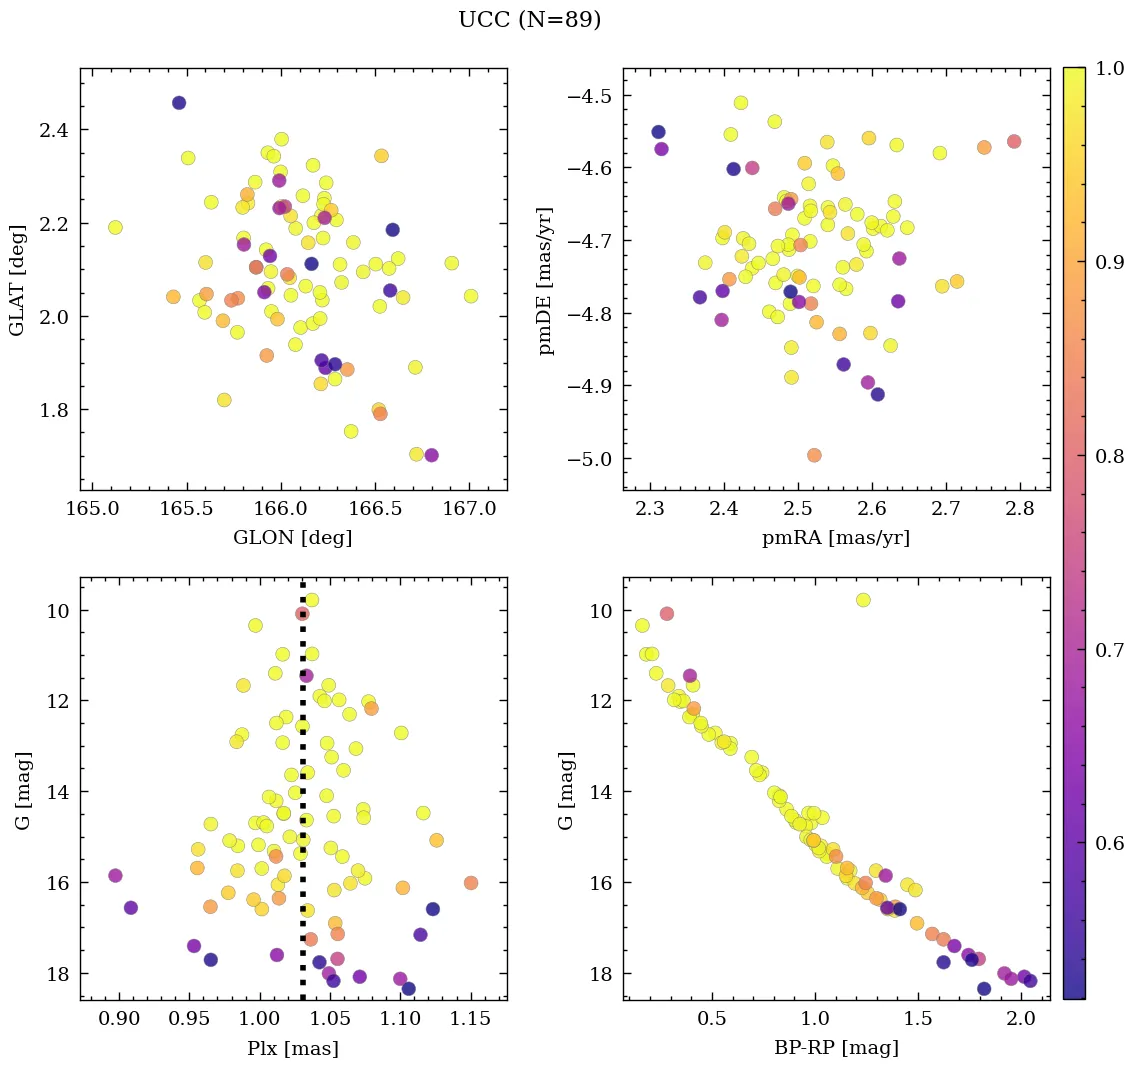 UCC (N=89)
2.4
2.2
2.0
1.8
GLAT [deg]
165.0 165.5 166.0 166.5 167.0
GLON [deg]
−4.5
−4.6
−4.7
−4.8
−4.9
−5.0
pmDE [mas/yr]
2.3 2.4 2.5 2.6 2.7 2.8
pmRA [mas/yr]
10
12
14
16
18
G [mag]
0.90 0.95 1.00 1.05 1.10 1.15
Plx [mas]
10
12
14
16
18
G [mag]
0.5 1.0 1.5 2.0
BP-RP [mag]
1.0
0.9
0.8
0.7
0.6